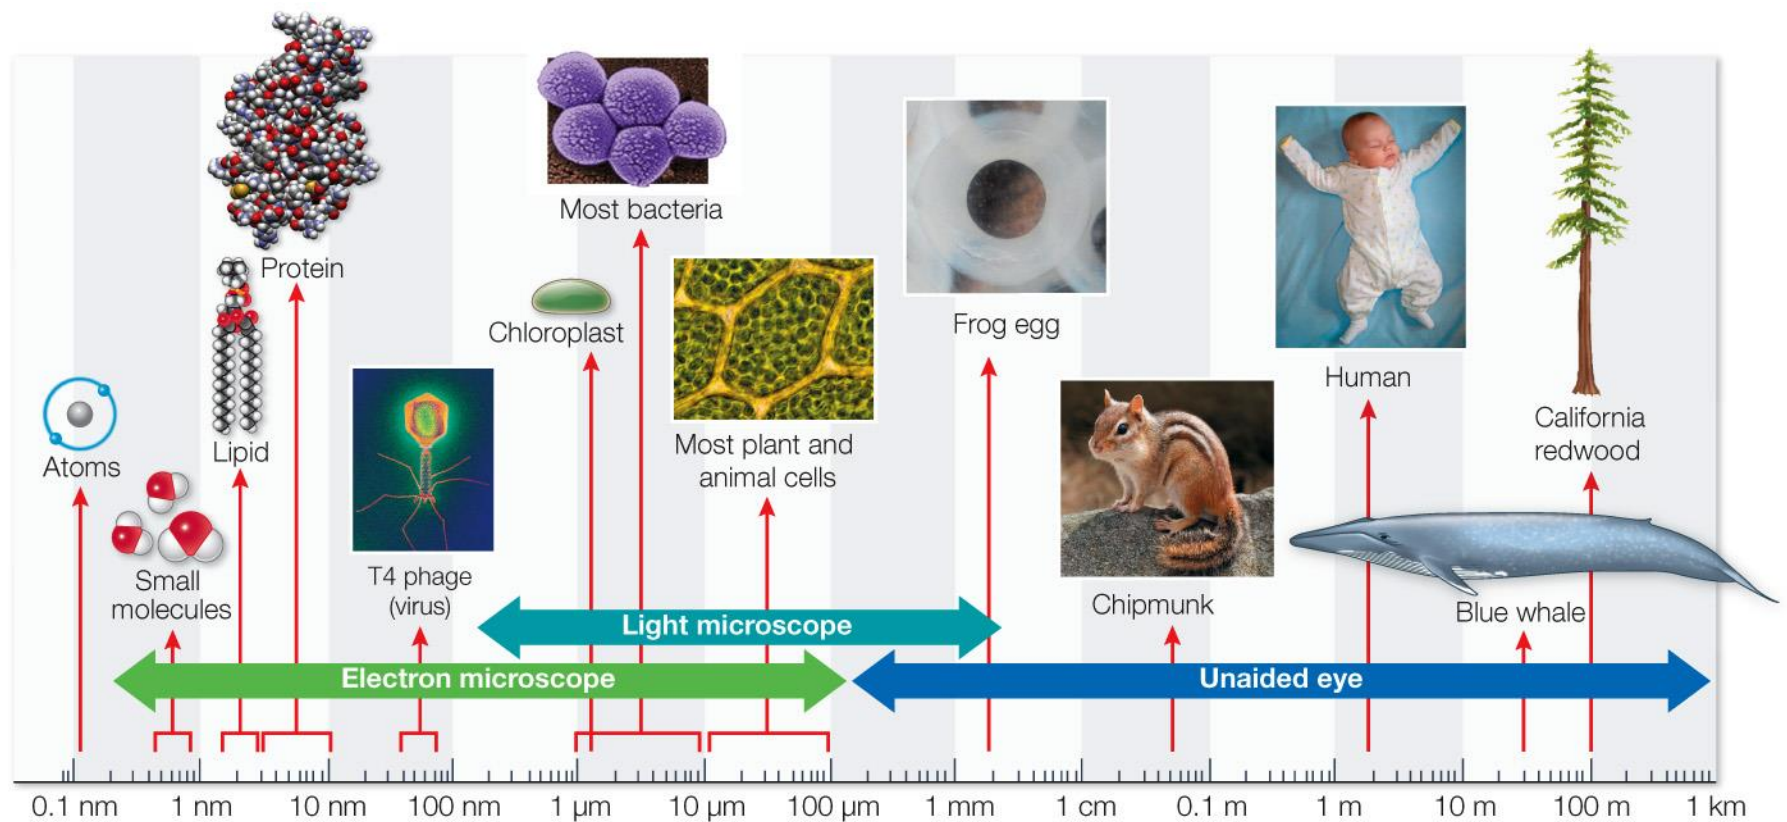 Protein
Most bacteria
Chloroplast
Frog egg
Human
Atoms
Lipid
Most plant and
animal cells
California
redwood
Small
molecules
T4 phage
(virus)
Chipmunk
Blue whale
Light microscope
Electron microscope
Unaided eye
0.1 nm 1 nm 10 nm 100 nm 1 µm 10 µm 100 µm 1 mm 1 cm 0.1 m 1 m 10 m 100 m 1 km